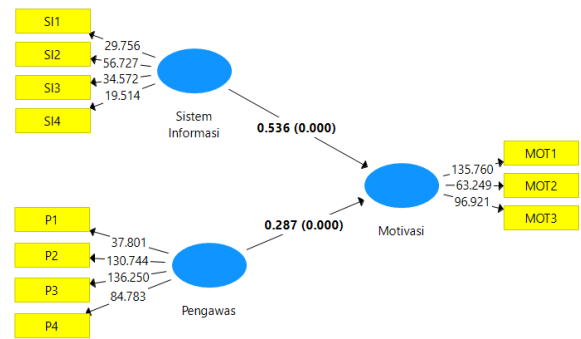 SI1
SI2
SI3
SI4
29.756
56.727
34.572
19.514
Sistem
Informasi
0.536 (0.000)
MOT1
MOT2
MOT3
135.760
63.249
96.921
Motivasi
0.287 (0.000)
P1
P2
P3
P4
37.801
130.744
136.250
84.783
Pengawas